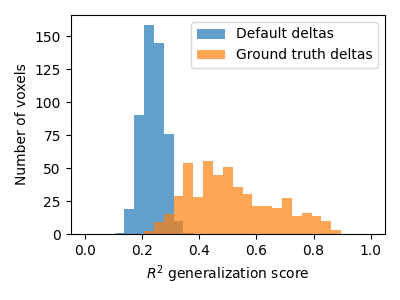 Default deltas
Ground truth deltas
Number of voxels
150
125
100
75
50
25
0
0.0 0.2 0.4 0.6 0.8 1.0
R² generalization score